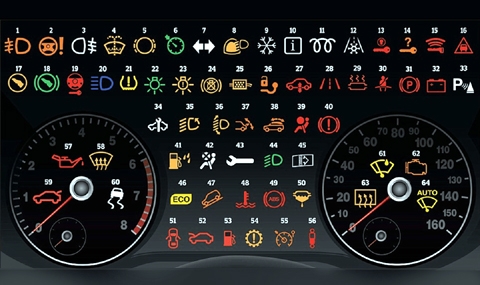 1 2 3 4 5 6 7 8 9 10 11 12 13 14 15 16
17 18 19 20 21 22 23 24 25 26 27 28 29 30 31 32 33
P
34 35 36 37 38 39 40
41 42 43 44 45
46 47 48 49 50
ECO ABS
51 52 53 54 55 56
57 58
59 60
0 1 2 3 4 5 6 7 8
61 62
63 64
AUTO
0 20 40 60 80 100 120 140 160